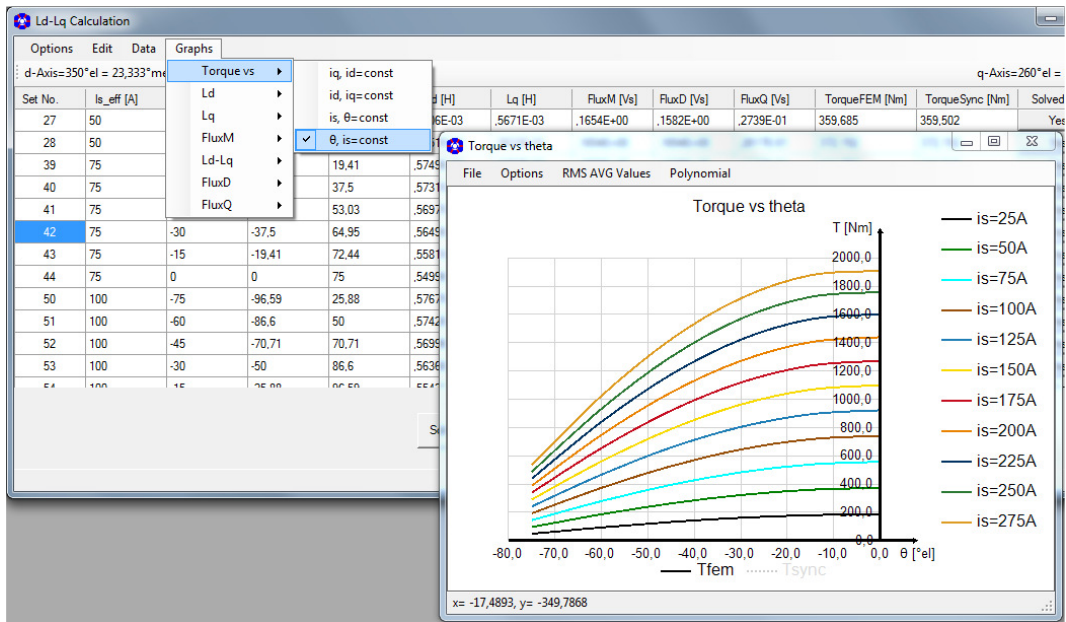 Ld-Lq Calculation
Options Edit Data Graphs
d-Axis=350°el = 23,333°me q-Axis=260°el =
Torque vs
Ld
Lq
FluxM
Ld-Lq
FluxD
FluxQ
iq, id=const
id, iq=const
is, θ=const
θ, is=const
Set No. Is_eff [A] d [H] Lq [H] FluxM [Vs] FluxD [Vs] FluxQ [Vs] TorqueFEM [Nm] TorqueSync [Nm] Solved
27 50 6E-03 ,5671E-03 ,1654E+00 ,1582E+00 ,2739E-01 359,685 359,502 Yes
28 50
39 75 19,41 ,5749
40 75 37,5 ,5731
41 75 53,03 ,5697
42 75 -30 -37,5 64,95 ,5649
43 75 -15 -19,41 72,44 ,5581
44 75 0 0 75 ,5499
50 100 -75 -96,59 25,88 ,5767
51 100 -60 -86,6 50 ,5742
52 100 -45 -70,71 70,71 ,5699
53 100 -30 -50 86,6 ,5636
54 100 -15 -25,88 96,59
Torque vs theta
File Options RMS AVG Values Polynomial
Torque vs theta
T [Nm]
2000,0
1800,0
1600,0
1400,0
1200,0
1000,0
800,0
600,0
400,0
200,0
0,0
-80,0 -70,0 -60,0 -50,0 -40,0 -30,0 -20,0 -10,0 0,0 θ [°el]
Tfem Tsync
is=25A
is=50A
is=75A
is=100A
is=125A
is=150A
is=175A
is=200A
is=225A
is=250A
is=275A
x= -17,4893, y= -349,7868